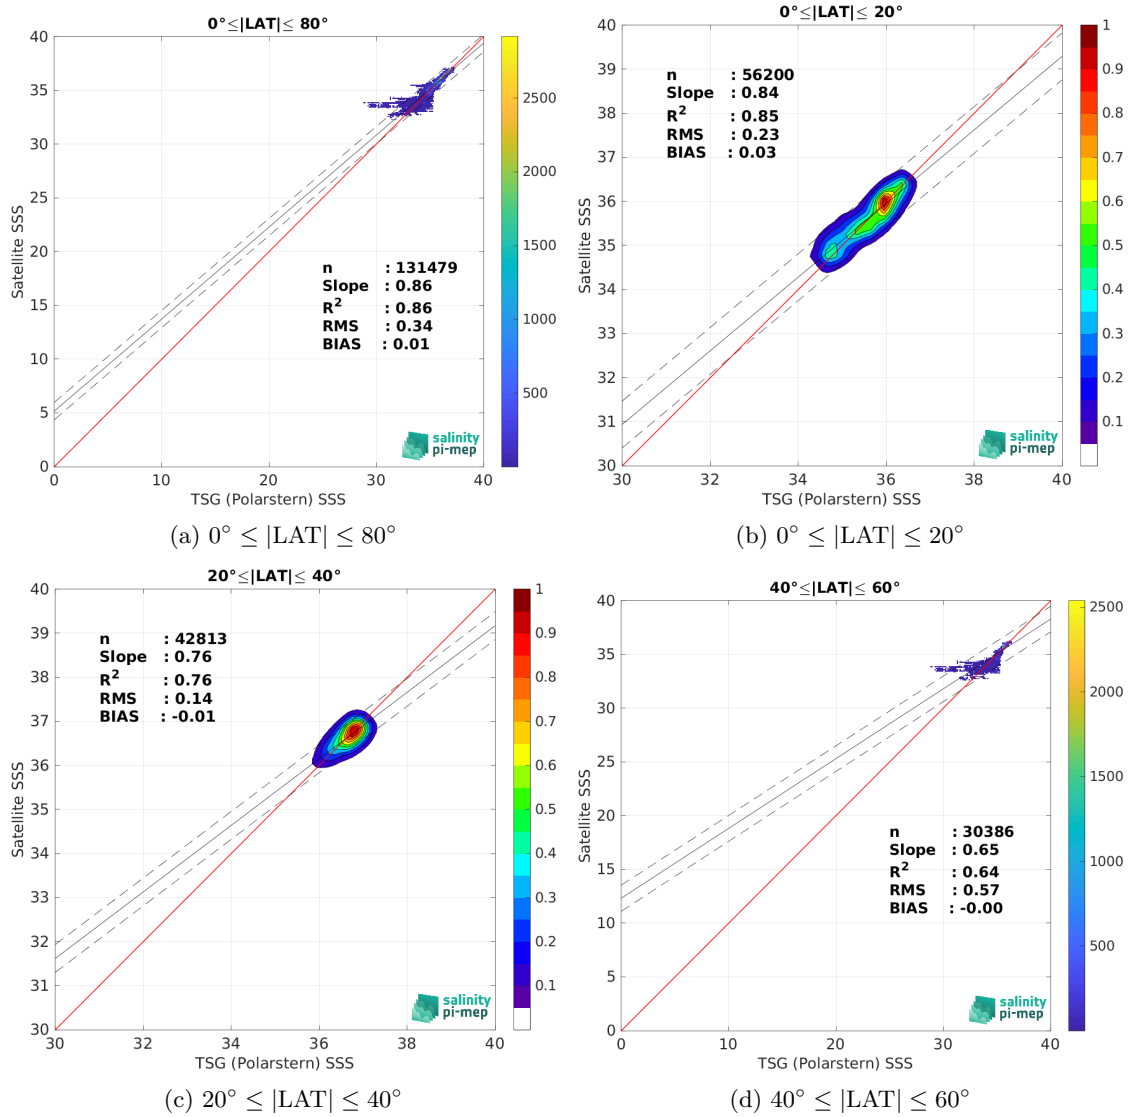 0°≤|LAT|≤ 80°
40
35
30
25
20
15
10
5
0
0
10
20
30
40
Satellite SSS
TSG (Polarstern) SSS
n : 131479
Slope : 0.86
R² : 0.86
RMS : 0.34
BIAS : 0.01
2500
2000
1500
1000
500
salinity
pi-mep
(a) 0° ≤ |LAT| ≤ 80°
0°≤|LAT|≤ 20°
40
39
38
37
36
35
34
33
32
31
30
30
32
34
36
38
40
Satellite SSS
TSG (Polarstern) SSS
n : 56200
Slope : 0.84
R² : 0.85
RMS : 0.23
BIAS : 0.03
1
0.9
0.8
0.7
0.6
0.5
0.4
0.3
0.2
0.1
salinity
pi-mep
(b) 0° ≤ |LAT| ≤ 20°
20°≤|LAT|≤ 40°
40
39
38
37
36
35
34
33
32
31
30
30
32
34
36
38
40
Satellite SSS
TSG (Polarstern) SSS
n : 42813
Slope : 0.76
R² : 0.76
RMS : 0.14
BIAS : -0.01
1
0.9
0.8
0.7
0.6
0.5
0.4
0.3
0.2
0.1
salinity
pi-mep
(c) 20° ≤ |LAT| ≤ 40°
40°≤|LAT|≤ 60°
40
35
30
25
20
15
10
5
0
0
10
20
30
40
Satellite SSS
TSG (Polarstern) SSS
n : 30386
Slope : 0.65
R² : 0.64
RMS : 0.57
BIAS : -0.00
2500
2000
1500
1000
500
salinity
pi-mep
(d) 40° ≤ |LAT| ≤ 60°